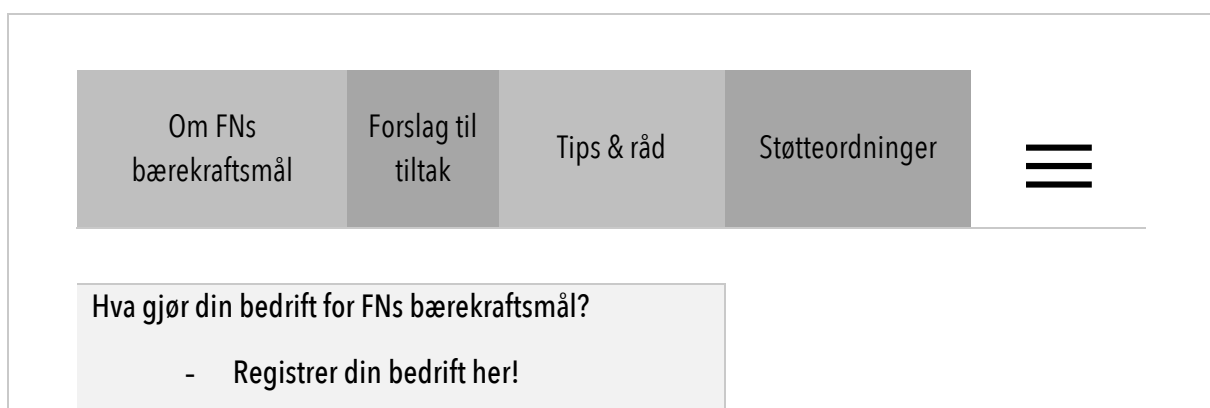 Om FNs
bærekraftsmål
Forslag til
tiltak
Tips & råd
Støtteordninger
Hva gjør din bedrift for FNs bærekraftsmål?
- Registrer din bedrift her!